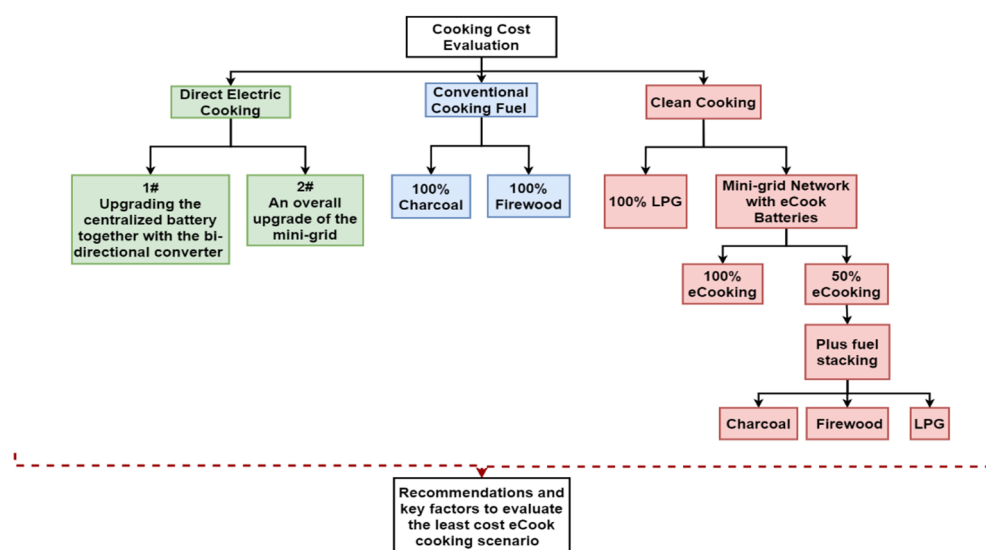 Cooking Cost
Evaluation
Direct Electric
Cooking
Conventional
Cooking Fuel
Clean Cooking
1#
Upgrading the
centralized battery
together with the bi-
directional converter
2#
An overall
upgrade of the
mini-grid
100%
Charcoal
100%
Firewood
100% LPG
Mini-grid Network
with eCook
Batteries
100%
eCooking
50%
eCooking
Plus fuel
stacking
Charcoal
Firewood
LPG
Recommendations and
key factors to evaluate
the least cost eCook
cooking scenario